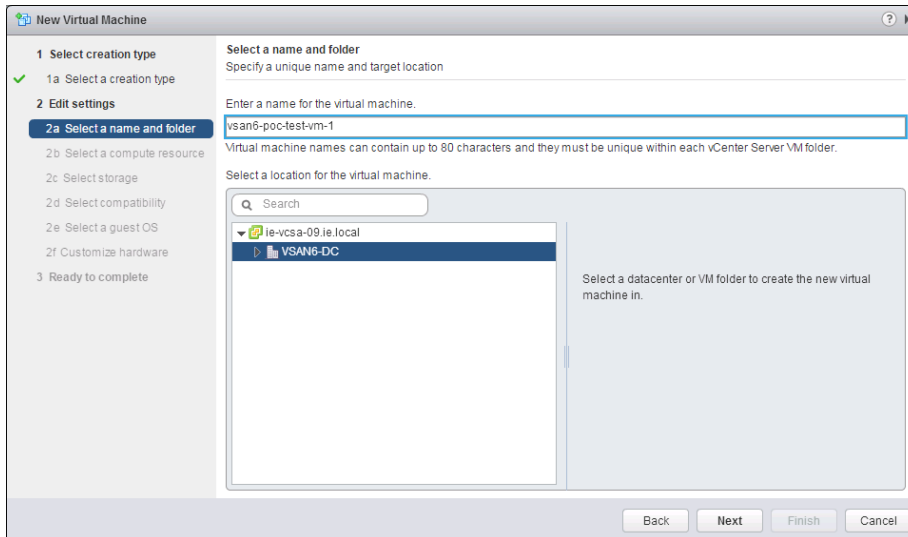 New Virtual Machine
?
1 Select creation type
1a Select a creation type
2 Edit settings
2a Select a name and folder
2b Select a compute resource
2c Select storage
2d Select compatibility
2e Select a guest OS
2f Customize hardware
3 Ready to complete
Select a name and folder
Specify a unique name and target location
Enter a name for the virtual machine.
vsan6-poc-test-vm-1
Virtual machine names can contain up to 80 characters and they must be unique within each vCenter Server VM folder.
Select a location for the virtual machine.
Search
ie-vcsa-09.ie.local
VSAN6-DC
Select a datacenter or VM folder to create the new virtual
machine in.
Back Next Finish Cancel